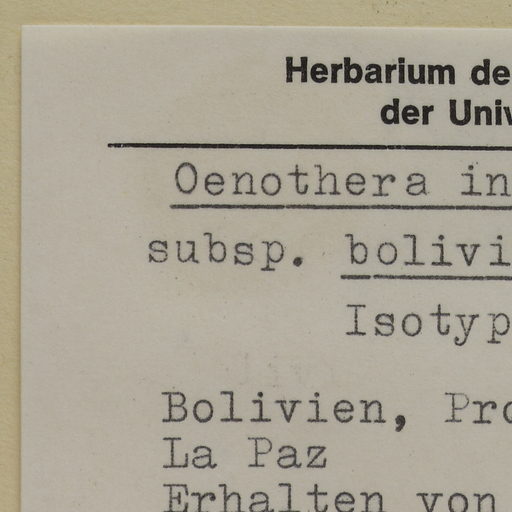 Herbarium de
der Univ
Oenothera in
subsp. bolivi
Isotyp
Bolivien, Pro
La Paz
Erhalten von